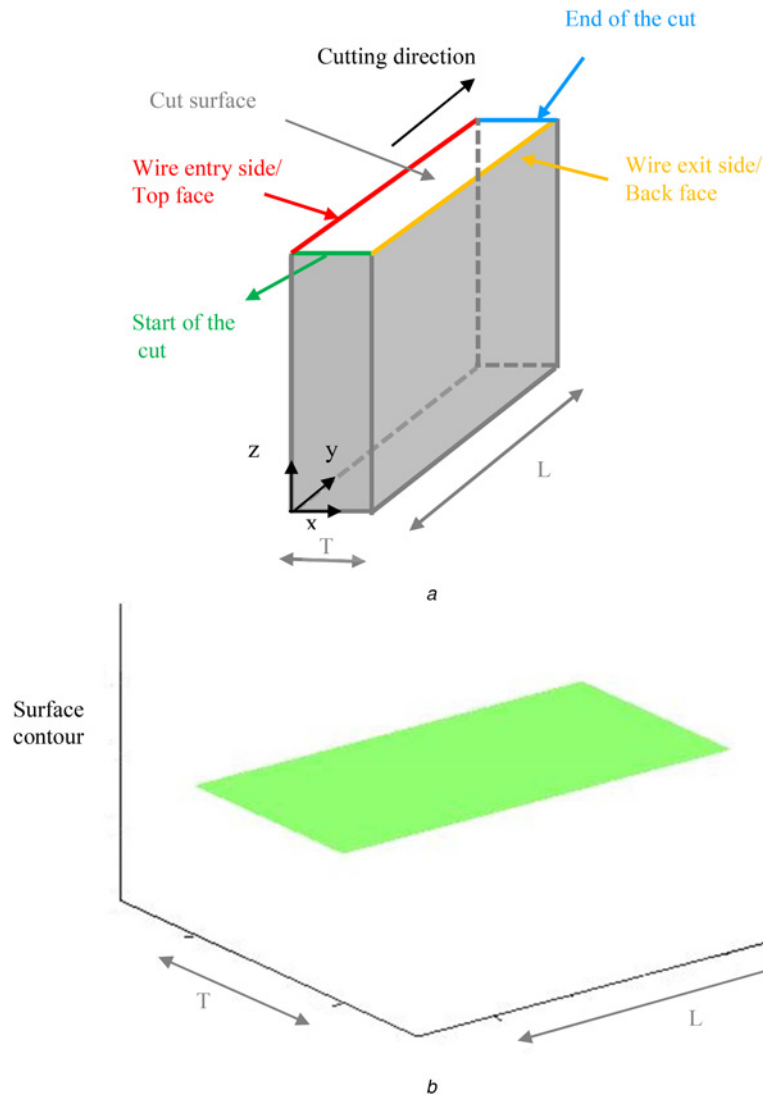 End of the cut
Cutting direction
Cut surface
Wire entry side/
Top face
Wire exit side/
Back face
Start of the
cut
z
y
x
L
T
a
Surface
contour
T
L
b